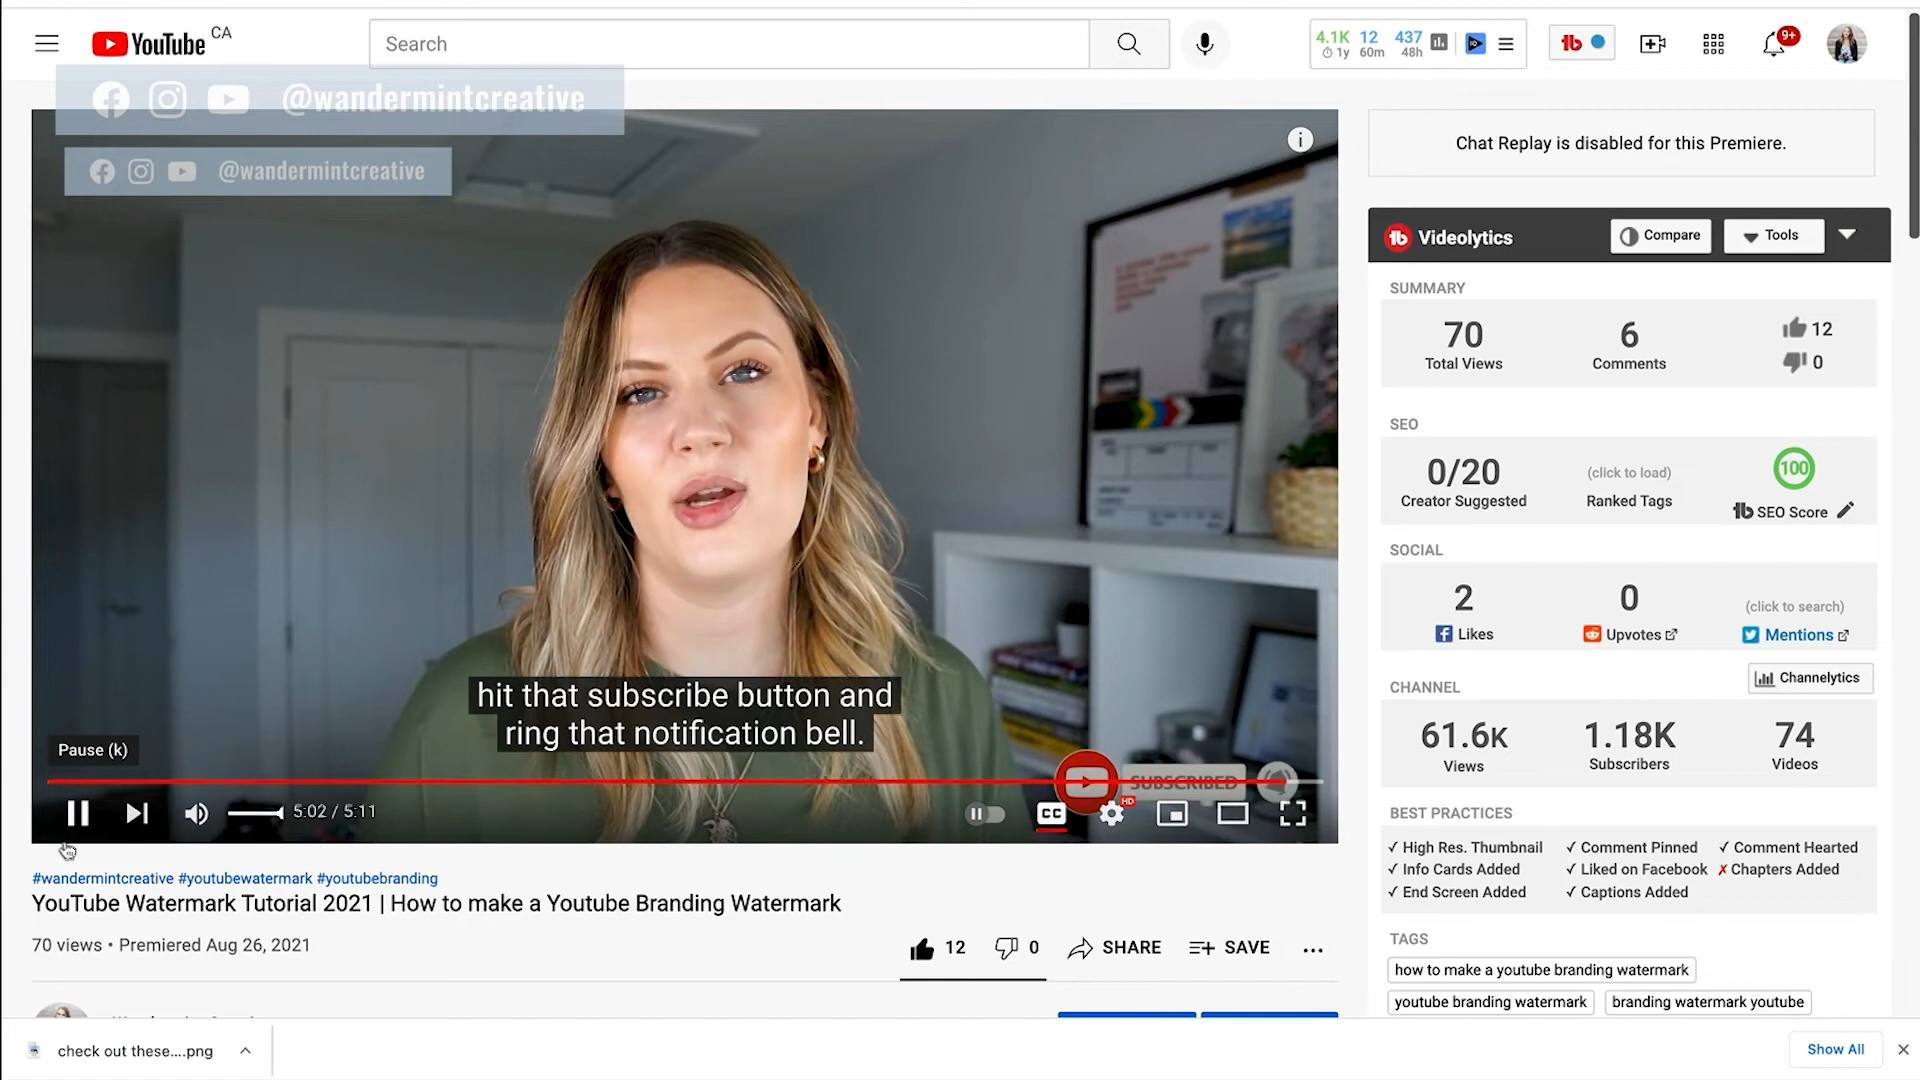 YouTube CA
Search
4.1K 12 437
1y 60m 48h
9+
@wandermintcreative
@wandermintcreative
Chat Replay is disabled for this Premiere.
Videolytics Compare Tools
SUMMARY
70 6 12
Total Views Comments 0
SEO
0/20 (click to load) 100
Creator Suggested Ranked Tags SEO Score
SOCIAL
2 0 (click to search)
Likes Upvotes Mentions
CHANNEL Channelytics
61.6K 1.18K 74
Views Subscribers Videos
BEST PRACTICES
✓ High Res. Thumbnail ✓ Comment Pinned ✓ Comment Hearted
✓ Info Cards Added ✓ Liked on Facebook ✗ Chapters Added
✓ End Screen Added ✓ Captions Added
TAGS
how to make a youtube branding watermark
youtube branding watermark branding watermark youtube
hit that subscribe button and
ring that notification bell.
Pause (k)
SUBSCRIBED
5:02 / 5:11 CC HD
#wandermintcreative #youtubewatermark #youtubebranding
YouTube Watermark Tutorial 2021 | How to make a Youtube Branding Watermark
70 views • Premiered Aug 26, 2021
12 0 SHARE SAVE ...
check out these....png Show All